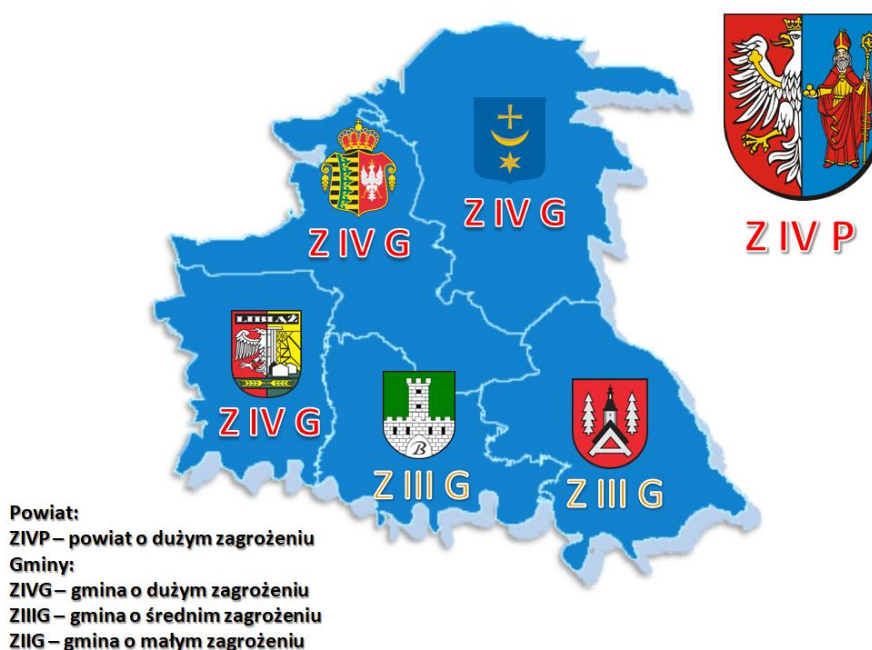 Z IV G
Z IV G
Z IV P
LIBIĄŻ
Z IV G
B
Z III G
Z III G
Powiat:
ZIVP – powiat o dużym zagrożeniu
Gminy:
ZIVG – gmina o dużym zagrożeniu
ZIIIG – gmina o średnim zagrożeniu
ZIIG – gmina o małym zagrożeniu